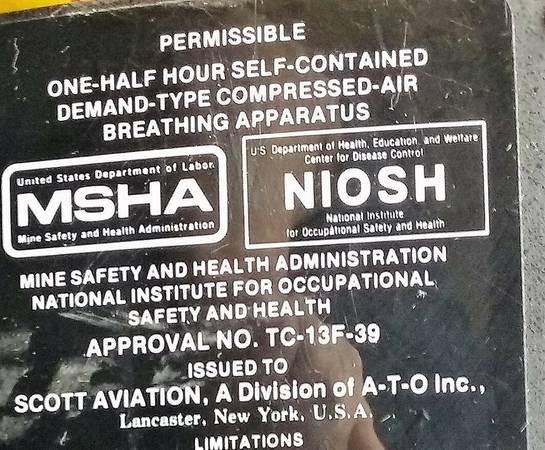 PERMISSIBLE
ONE-HALF HOUR SELF-CONTAINED
DEMAND-TYPE COMPRESSED-AIR
BREATHING APPARATUS
United States Department of Labor
MSHA
Mine Safety and Health Administration
U.S. Department of Health, Education, and Welfare
Center for Disease Control
NIOSH
National Institute
for Occupational Safety and Health
MINE SAFETY AND HEALTH ADMINISTRATION
NATIONAL INSTITUTE FOR OCCUPATIONAL
SAFETY AND HEALTH
APPROVAL NO. TC-13F-39
ISSUED TO
SCOTT AVIATION, A Division of A-T-O Inc.,
Lancaster, New York, U.S.A.
LIMITATIONS